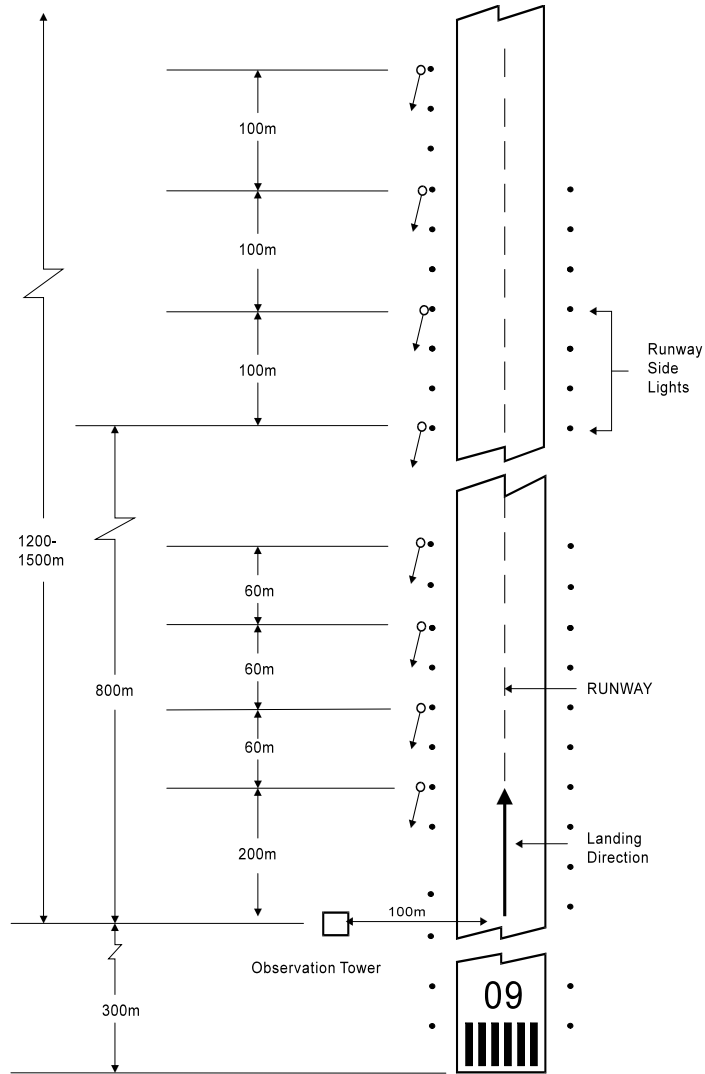 100m
100m
100m
Runway
Side
Lights
1200-
1500m
60m
60m
800m
RUNWAY
60m
200m
Landing
Direction
100m
Observation Tower
09
300m